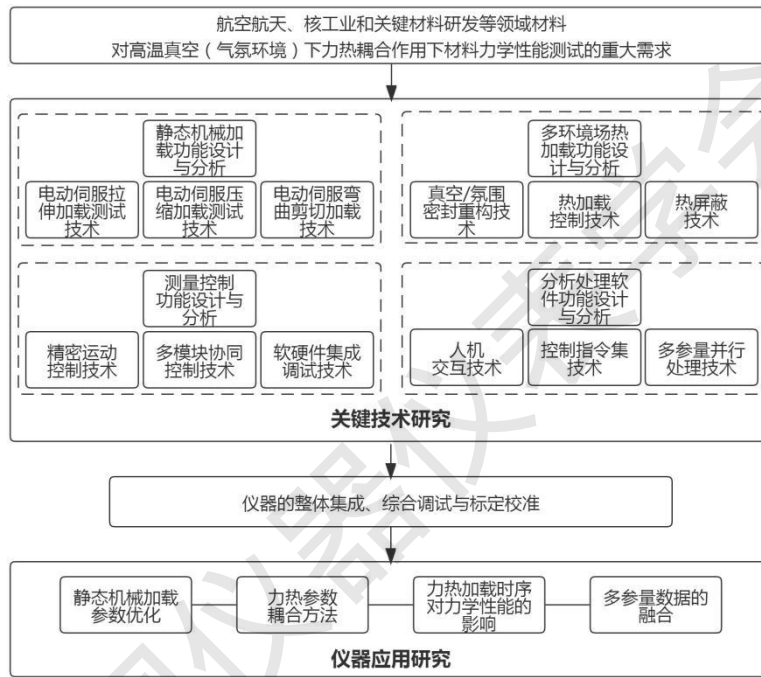 航空航天、核工业和关键材料研发等领域材料
对高温真空（气氛环境）下力热耦合作用下材料力学性能测试的重大需求
静态机械加
载功能设计
与分析
电动伺服拉
伸加载测试
技术
电动伺服压
缩加载测试
技术
电动伺服弯
曲剪切加载
技术
多环境场热
加载功能设
计与分析
真空/氛围
密封重构技
术
热加载
控制技术
热屏蔽
技术
测量控制
功能设计与
分析
精密运动
控制技术
多模块协同
控制技术
软硬件集成
调试技术
分析处理软
件功能设计
与分析
人机
交互技术
控制指令集
技术
多参量并行
处理技术
关键技术研究
仪器的整体集成、综合调试与标定校准
静态机械加载
参数优化
力热参数
耦合方法
力热加载时序
对力学性能的
影响
多参量数据的
融合
仪器应用研究
仪器仪表学会